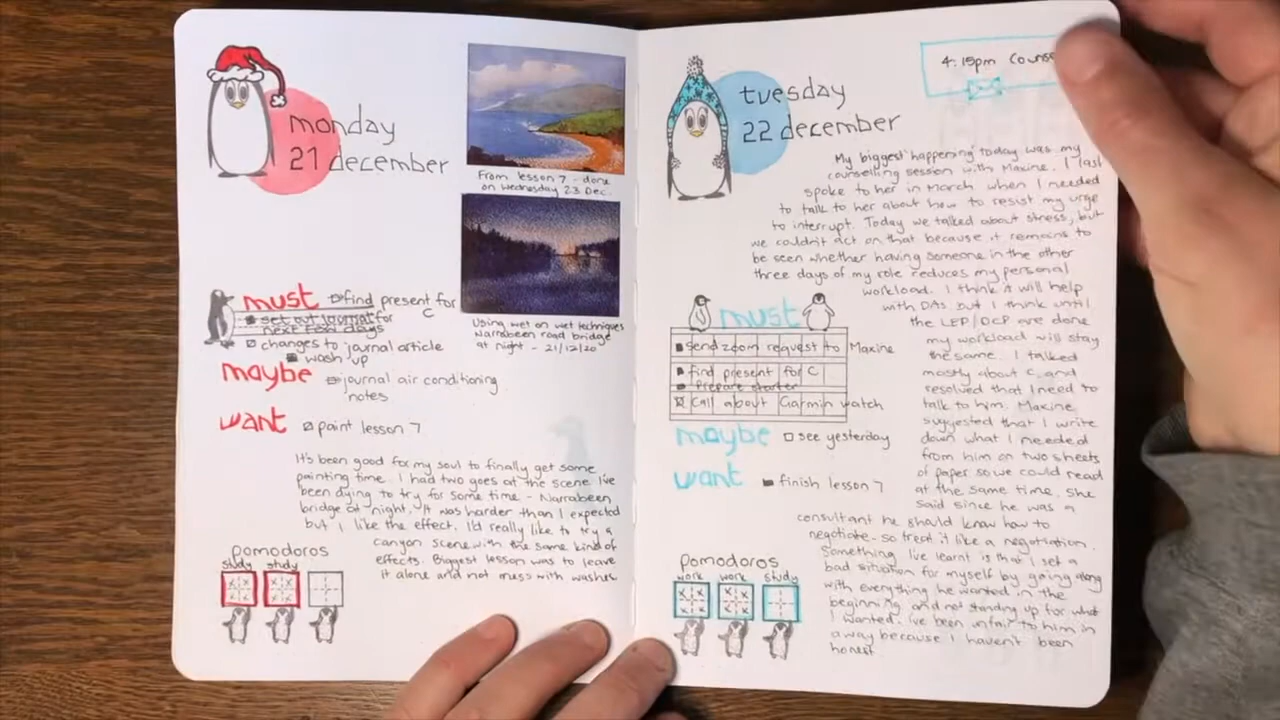 monday
21 december
From lesson 7 - done
on Wednesday 23 Dec.
Using wet on wet techniques
Narrabeen road bridge
at night - 21/12/20
must find present for
C
set out journal for
next few days
changes to journal article
wash up
maybe journal air conditioning
notes
want paint lesson 7
It's been good for my soul to finally get some
painting time. I had two goes at the scene I've
been dying to try for some time - Narrabeen
bridge at night. It was harder than I expected
but I like the effect. I'd really like to try a
canyon scene with the same kind of
effects. Biggest lesson was to leave
it alone and not mess with washes
pomodoros
study study
tuesday
22 december
4:15pm Couns
My biggest 'happening' today was my
counselling session with Maxine. I last
spoke to her in March when I needed
to talk to her about how to resist my urge
to interrupt. Today we talked about stress, but
we couldn't act on that because it remains to
be seen whether having someone in the other
three days of my role reduces my personal
workload. I think it will help
with DAs but I think until
the LEP/DCP are done
my workload will stay
the same. I talked
mostly about C and
resolved that I need to
talk to him. Maxine
suggested that I write
down what I needed
from him on two sheets
of paper so we could read
at the same time. She
said since he was a
consultant he should know how to
negotiate - so treat it like a negotiation.
Something I've learnt is that I set a
bad situation for myself by going along
with everything he wanted in the
beginning and not standing up for what
I wanted. I've been unfair to him in
a way because I haven't been
honest
must
send zoom request to Maxine
find present for C
Prepare starter
Call about Garmin watch
maybe see yesterday
want finish lesson 7
pomodoros
work work study